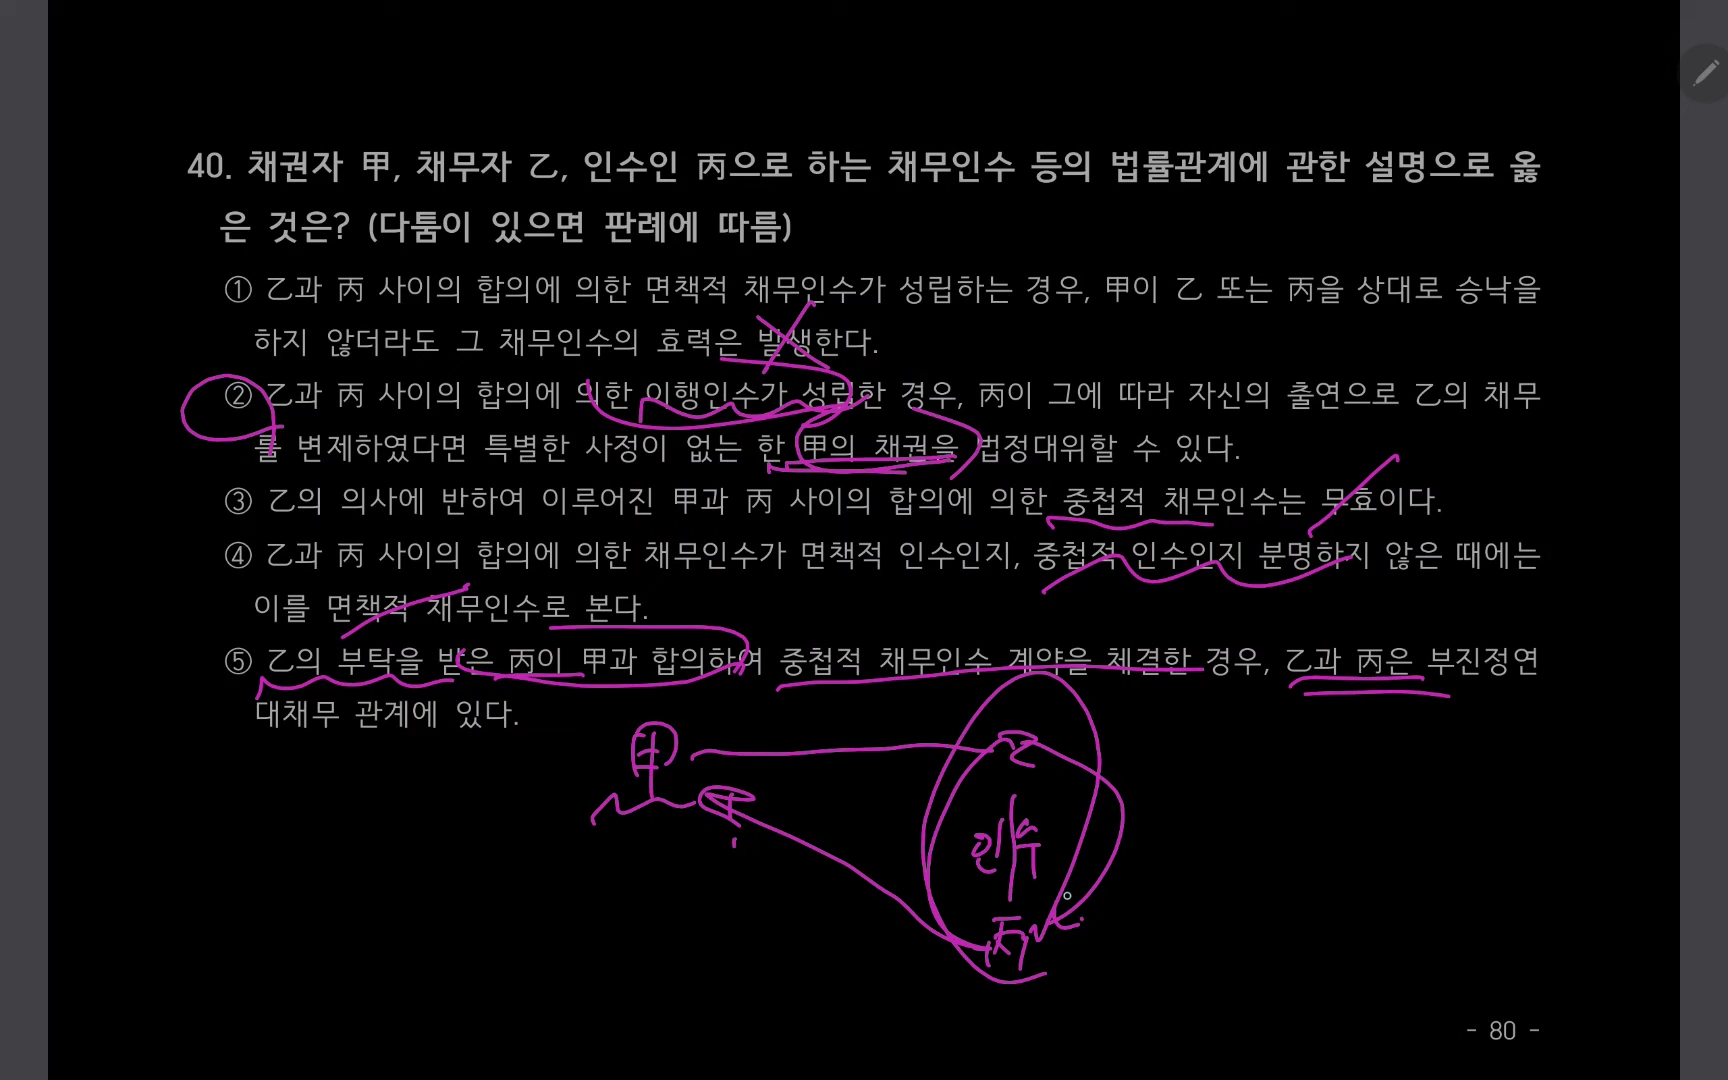 40. 채권자 甲, 채무자 乙, 인수인 丙으로 하는 채무인수 등의 법률관계에 관한 설명으로 옳
은 것은? (다툼이 있으면 판례에 따름)
① 乙과 丙 사이의 합의에 의한 면책적 채무인수가 성립하는 경우, 甲이 乙 또는 丙을 상대로 승낙을
하지 않더라도 그 채무인수의 효력은 발생한다.
② 乙과 丙 사이의 합의에 의한 이행인수가 성립한 경우, 丙이 그에 따라 자신의 출연으로 乙의 채무
를 변제하였다면 특별한 사정이 없는 한 甲의 채권을 법정대위할 수 있다.
③ 乙의 의사에 반하여 이루어진 甲과 丙 사이의 합의에 의한 중첩적 채무인수는 무효이다.
④ 乙과 丙 사이의 합의에 의한 채무인수가 면책적 인수인지, 중첩적 인수인지 분명하지 않은 때에는
이를 면책적 채무인수로 본다.
⑤ 乙의 부탁을 받은 丙이 甲과 합의하여 중첩적 채무인수 계약을 체결한 경우, 乙과 丙은 부진정연
대채무 관계에 있다.
甲 乙
인수
丙
- 80 -